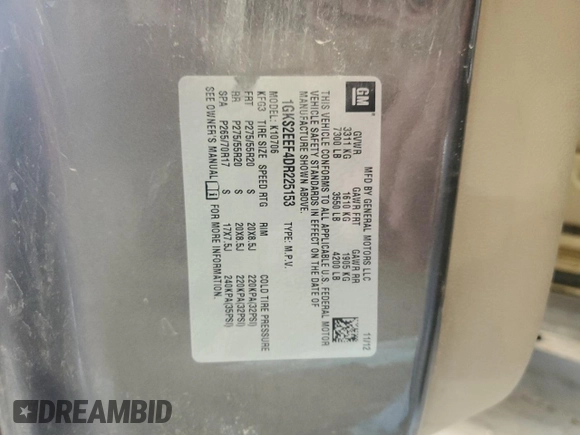 GM
MFD BY GENERAL MOTORS LLC
11/12
GVWR GAWR FRT GAWR RR
3311 KG 1610 KG 1905 KG
7300 LB 3550 LB 4200 LB
THIS VEHICLE CONFORMS TO ALL APPLICABLE U.S. FEDERAL MOTOR
VEHICLE SAFETY STANDARDS IN EFFECT ON THE DATE OF
MANUFACTURE SHOWN ABOVE.
1GKS2EEF4DR225153 TYPE: M.P.V.
MODEL: K10706
KFG3 TIRE SIZE SPEED RTG RIM COLD TIRE PRESSURE
FRT P275/55R20 S 20X8.5J 220KPA(32PSI)
RR P275/55R20 S 20X8.5J 220KPA(32PSI)
SPA P265/70R17 S 17X7.5J 240KPA(35PSI)
SEE OWNER'S MANUAL
DREAMBID